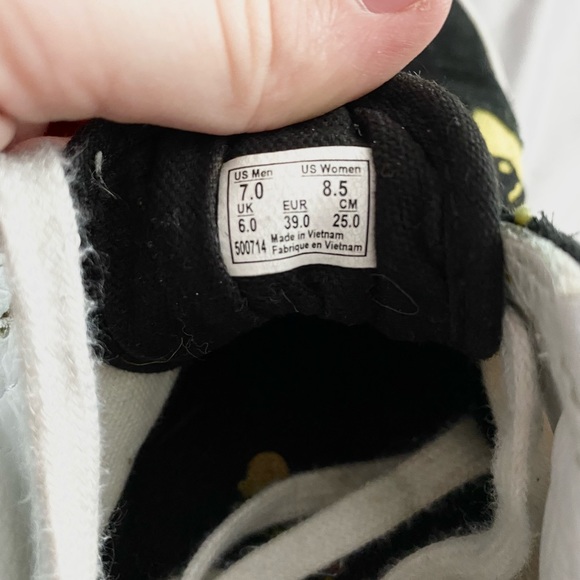 US Men US Women
7.0 8.5
UK EUR CM
6.0 39.0 25.0
500714 Made in Vietnam
Fabrique en Vietnam